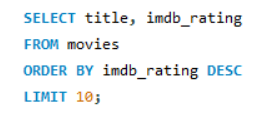 SELECT title, imdb_rating
FROM movies
ORDER BY imdb_rating DESC
LIMIT 10;